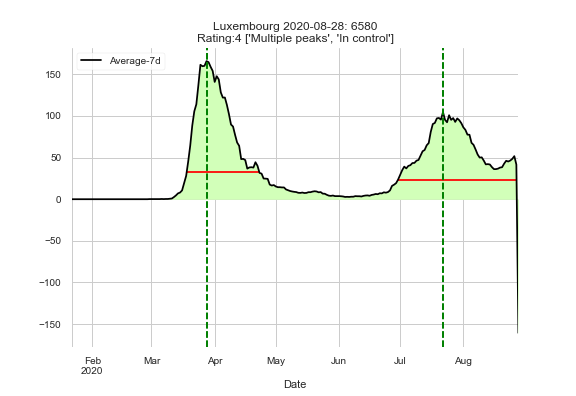 Luxembourg 2020-08-28: 6580
Rating:4 ['Multiple peaks', 'In control']
Average-7d
150
100
50
0
−50
−100
−150
Feb
2020
Mar
Apr
May
Jun
Jul
Aug
Date